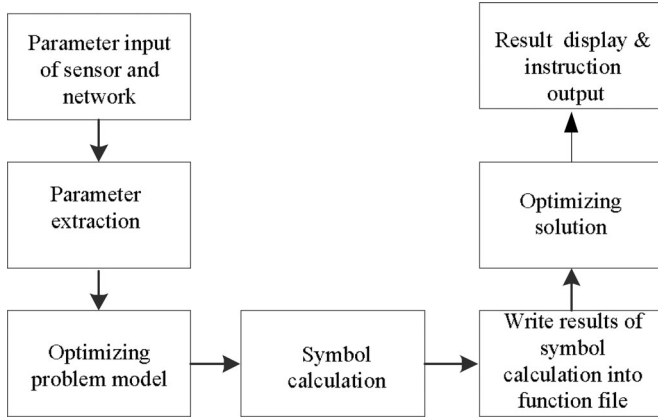 Parameter input
of sensor and
network
Parameter
extraction
Optimizing
problem model
Symbol
calculation
Write results of
symbol
calculation into
function file
Optimizing
solution
Result display &
instruction
output